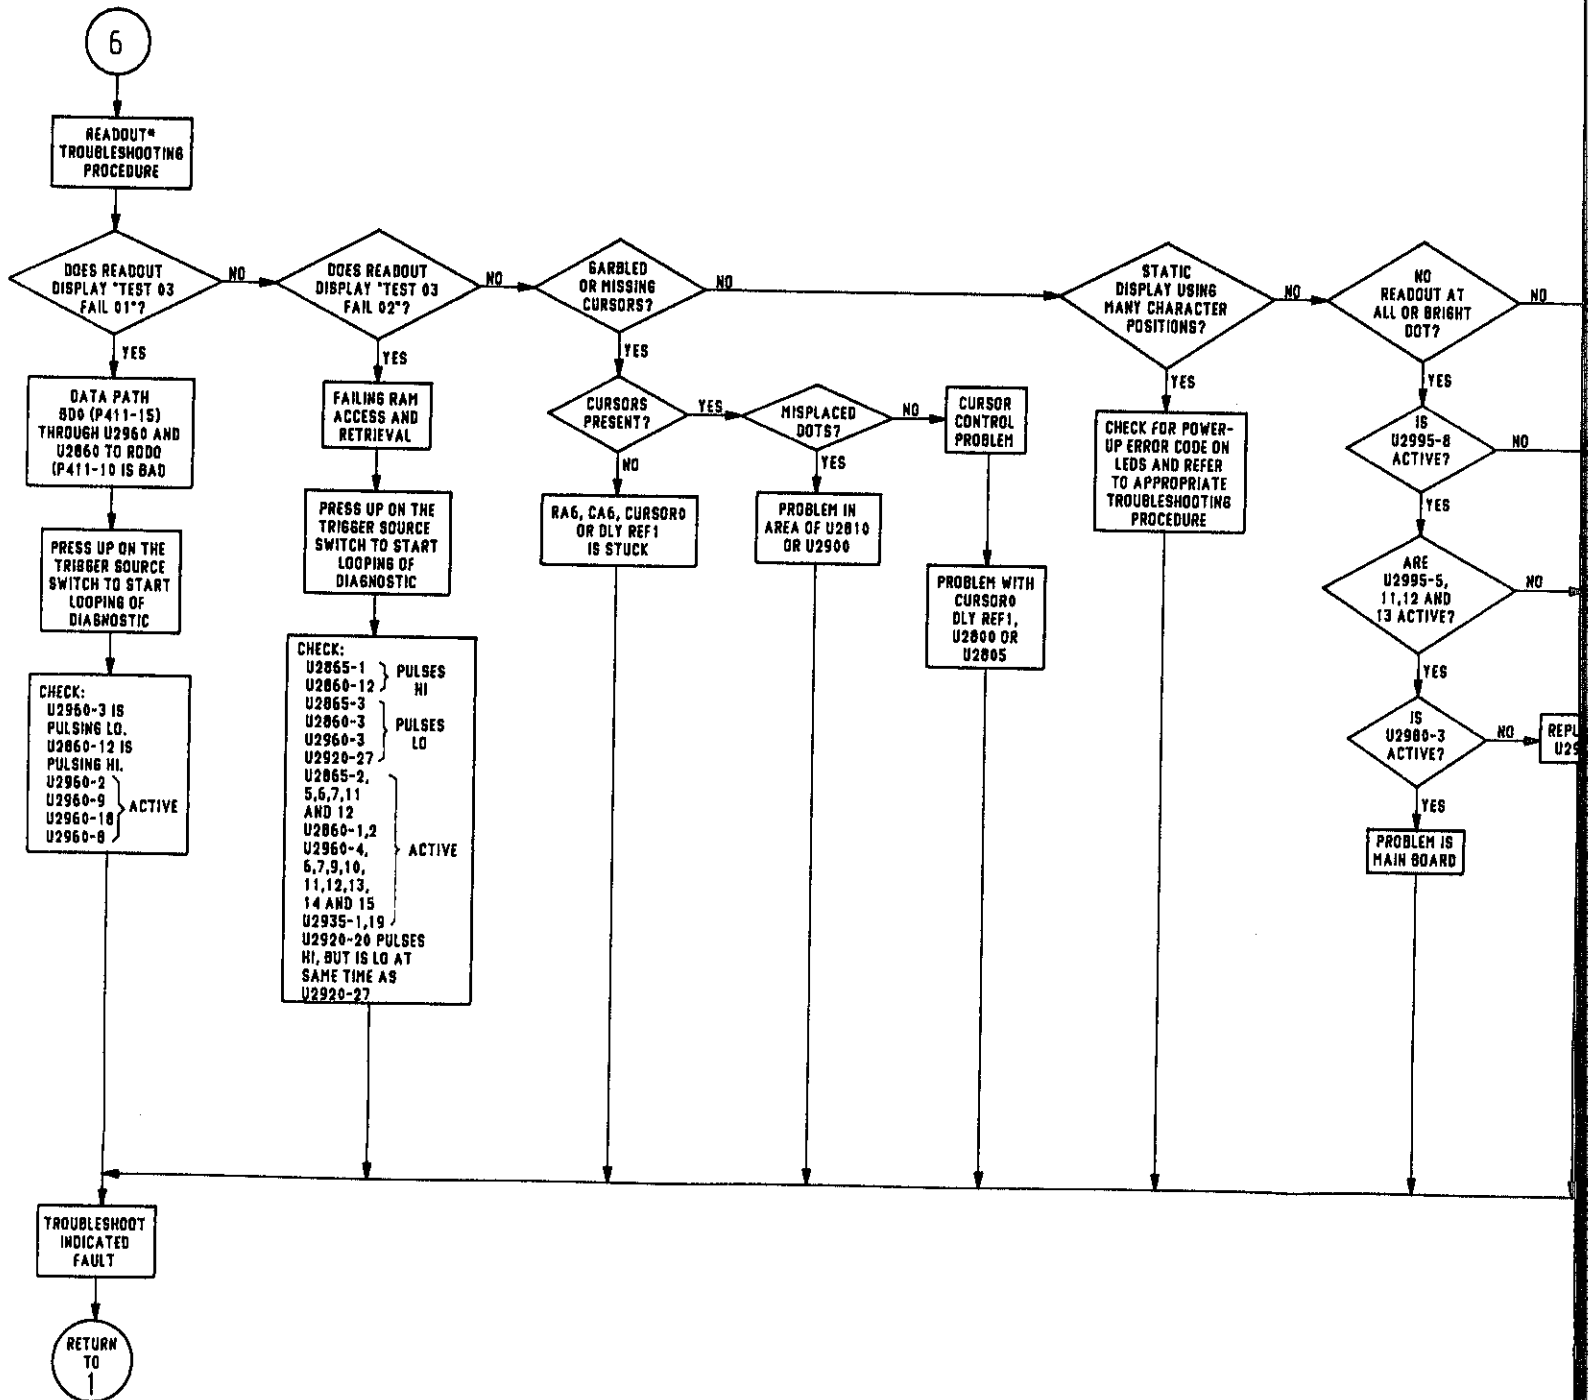 6
READOUT*
TROUBLESHOOTING
PROCEDURE
DOES READOUT
DISPLAY "TEST 03
FAIL 01"?
NO
YES
DATA PATH
BD0 (P411-15)
THROUGH U2960 AND
U2860 TO RODO
(P411-10 IS BAD
PRESS UP ON THE
TRIGGER SOURCE
SWITCH TO START
LOOPING OF
DIAGNOSTIC
CHECK:
U2960-3 IS
PULSING LO.
U2860-12 IS
PULSING HI.
U2960-2
U2960-9
U2960-18
U2960-8
ACTIVE
DOES READOUT
DISPLAY "TEST 03
FAIL 02"?
NO
YES
FAILING RAM
ACCESS AND
RETRIEVAL
PRESS UP ON THE
TRIGGER SOURCE
SWITCH TO START
LOOPING OF
DIAGNOSTIC
CHECK:
U2865-1
U2860-12
PULSES
HI
U2865-3
U2860-3
U2960-3
U2920-27
PULSES
LO
U2865-2,
5,6,7,11
AND 12
U2860-1,2
U2960-4,
6,7,9,10,
11,12,13,
14 AND 15
U2935-1,19
ACTIVE
U2920-20 PULSES
HI, BUT IS LO AT
SAME TIME AS
U2920-27
GARBLED
OR MISSING
CURSORS?
NO
YES
CURSORS
PRESENT?
YES
NO
RA6, CA6, CURSOR0
OR DLY REF1
IS STUCK
MISPLACED
DOTS?
NO
YES
PROBLEM IN
AREA OF U2810
OR U2900
CURSOR
CONTROL
PROBLEM
PROBLEM WITH
CURSOR0
DLY REF1,
U2800 OR
U2805
STATIC
DISPLAY USING
MANY CHARACTER
POSITIONS?
NO
YES
CHECK FOR POWER-
UP ERROR CODE ON
LEDS AND REFER
TO APPROPRIATE
TROUBLESHOOTING
PROCEDURE
NO
READOUT AT
ALL OR BRIGHT
DOT?
NO
YES
IS
U2995-8
ACTIVE?
NO
YES
ARE
U2995-5,
11,12 AND
13 ACTIVE?
NO
YES
IS
U2980-3
ACTIVE?
NO
YES
PROBLEM IS
MAIN BOARD
TROUBLESHOOT
INDICATED
FAULT
RETURN
TO
1